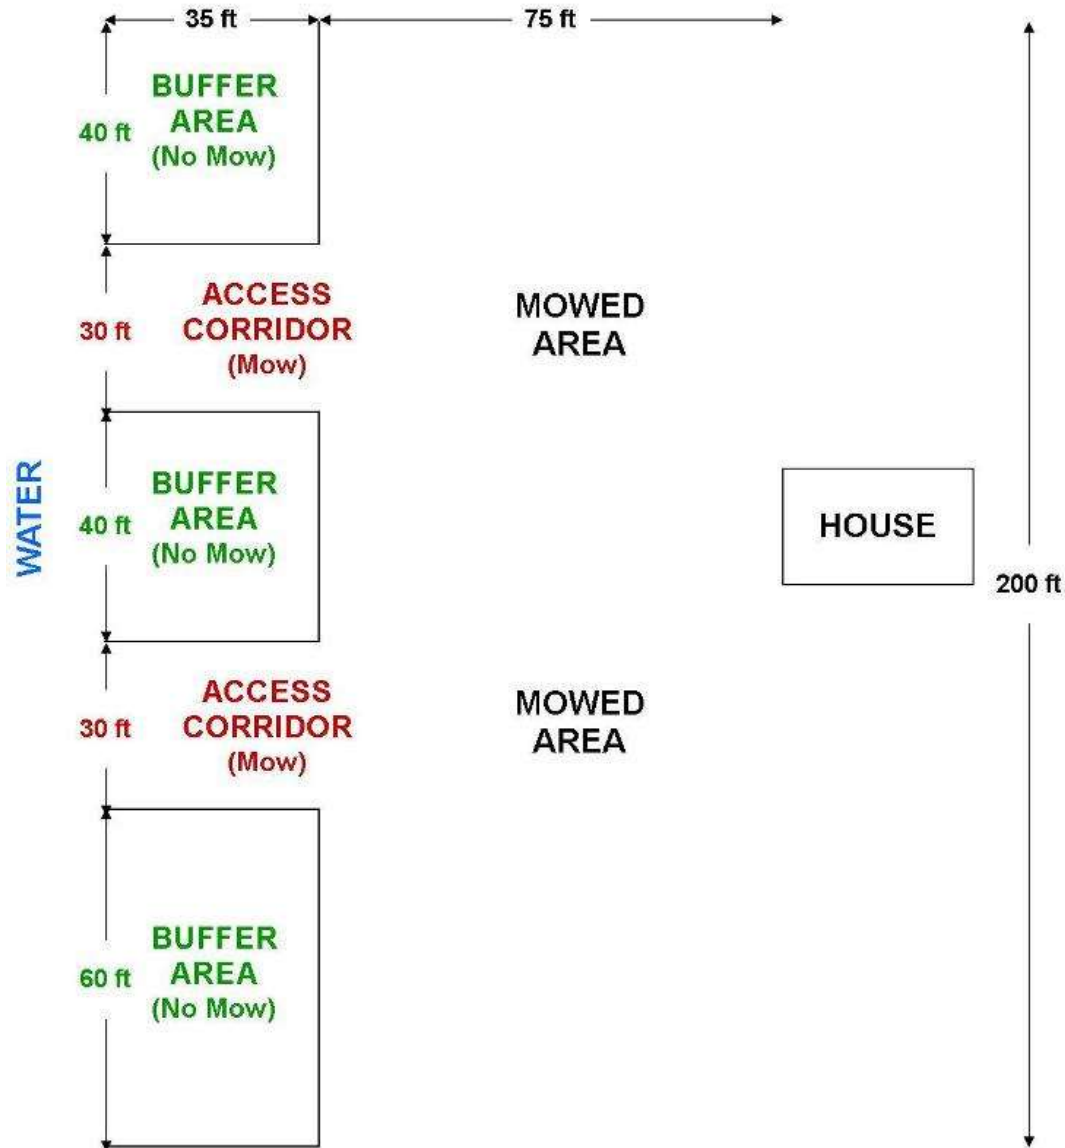 35 ft
75 ft
BUFFER
AREA
(No Mow)
40 ft
ACCESS
CORRIDOR
(Mow)
30 ft
MOWED
AREA
WATER
BUFFER
AREA
(No Mow)
40 ft
HOUSE
200 ft
ACCESS
CORRIDOR
(Mow)
30 ft
MOWED
AREA
BUFFER
AREA
(No Mow)
60 ft